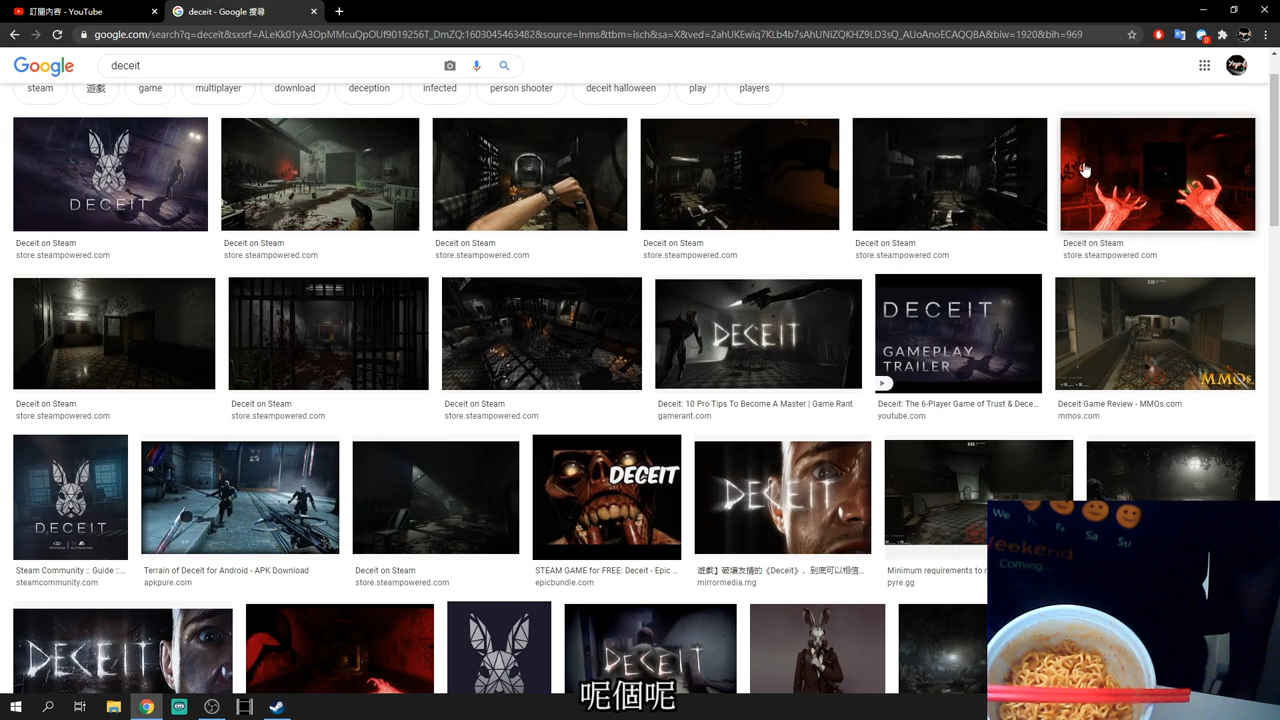 訂閱內容 - YouTube
deceit - Google 搜尋
google.com/search?q=deceit&sxsrf=ALeKk01yA3OpMMcuQpOUf9019256T_DmZQ:1603045463482&source=lnms&tbm=isch&sa=X&ved=2ahUKEwiq7KLb4b7sAhUNiZQKHZ9LD3sQ_AUoAnoECAQQBA&biw=1920&bih=969
Google
deceit
steam
遊戲
game
multiplayer
download
deception
infected
person shooter
deceit halloween
play
players
DECEIT
Deceit on Steam
store.steampowered.com
Deceit on Steam
store.steampowered.com
Deceit on Steam
store.steampowered.com
Deceit on Steam
store.steampowered.com
Deceit on Steam
store.steampowered.com
Deceit on Steam
store.steampowered.com
DECEIT
DECEIT
GAMEPLAY
TRAILER
MMOs
Deceit on Steam
store.steampowered.com
Deceit on Steam
store.steampowered.com
Deceit on Steam
store.steampowered.com
Deceit: 10 Pro Tips To Become A Master | Game Rant
gamerant.com
Deceit: The 6-Player Game of Trust & Dece...
youtube.com
Deceit Game Review - MMOs.com
mmos.com
DECEIT
DECEIT
DECEIT
Steam Community :: Guide ::...
steamcommunity.com
Terrain of Deceit for Android - APK Download
apkpure.com
Deceit on Steam
store.steampowered.com
STEAM GAME for FREE: Deceit - Epic ...
epicbundle.com
遊戲】破壞友情的《Deceit》，到底可以相信...
mirrormedia.mg
Minimum requirements to
pyre.gg
We
Fr
Sa
Su
Weekend
Coming...
DECEIT
DECEIT
呢個呢